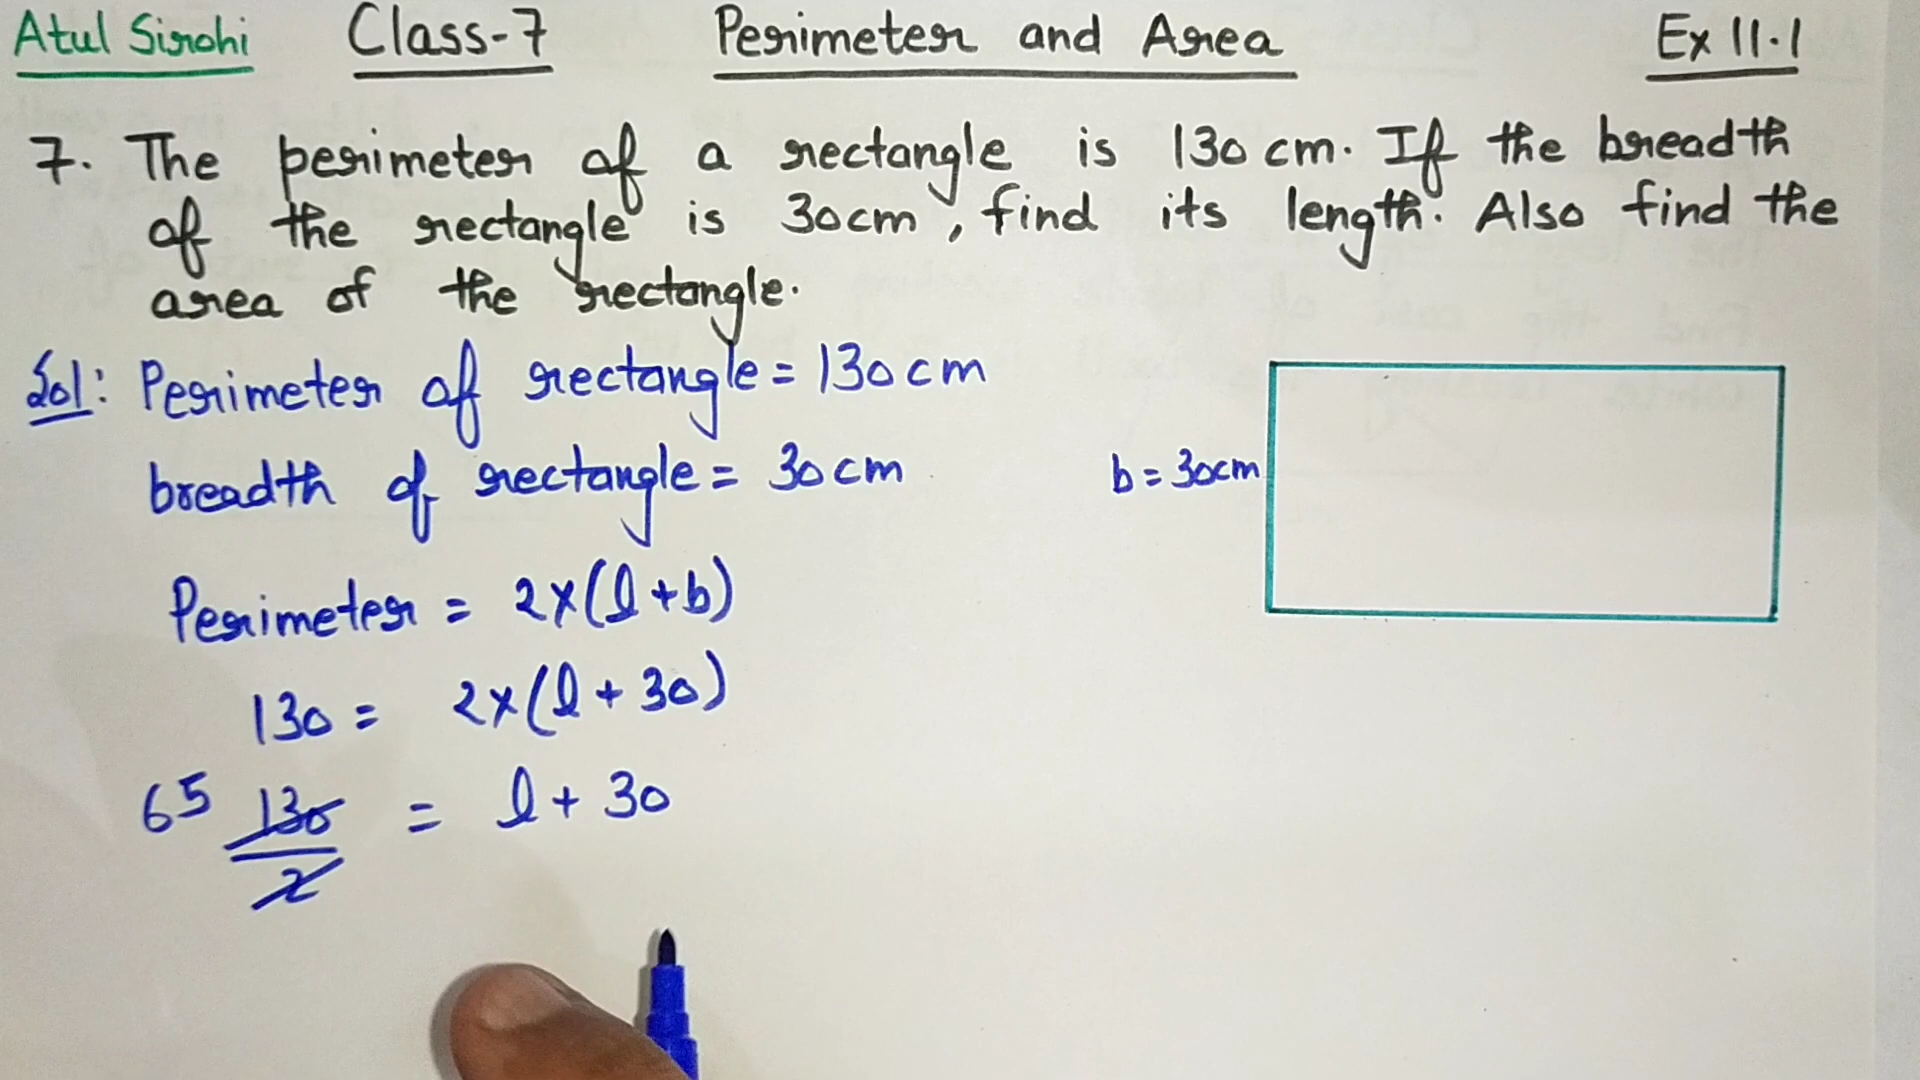 Atul Sirohi Class-7 Perimeter and Area Ex 11.1
7. The perimeter of a rectangle is 130 cm. If the breadth
of the rectangle is 30cm, find its length. Also find the
area of the rectangle.
Sol: Perimeter of rectangle = 130 cm
breadth of rectangle = 30 cm
b = 30cm
Perimeter = 2×(l+b)
130 = 2×(l + 30)
65 130/2 = l + 30